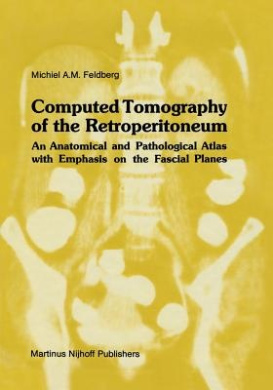 Michiel A.M. Feldberg
Computed Tomography
of the Retroperitoneum
An Anatomical and Pathological Atlas
with Emphasis on the Fascial Planes
Martinus Nijhoff Publishers